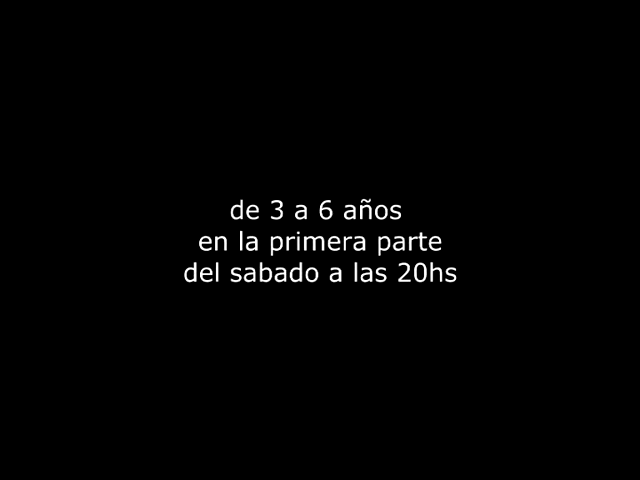 de 3 a 6 años
en la primera parte
del sabado a las 20hs